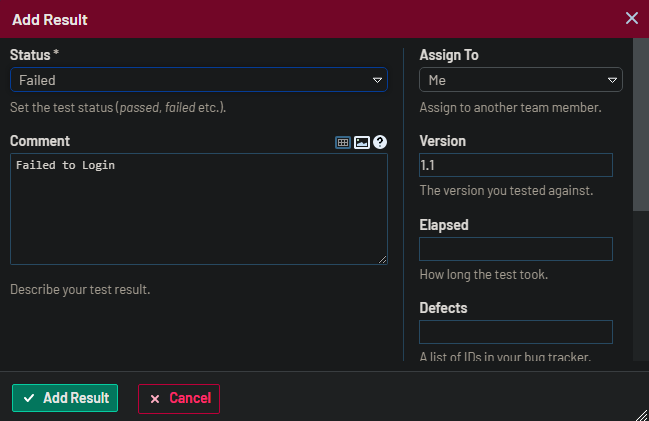 Add Result
Status *
Failed
Set the test status (passed, failed etc.).
Comment
?
Failed to Login
Describe your test result.
Assign To
Me
Assign to another team member.
Version
1.1
The version you tested against.
Elapsed
How long the test took.
Defects
A list of IDs in your bug tracker.
Add Result
Cancel